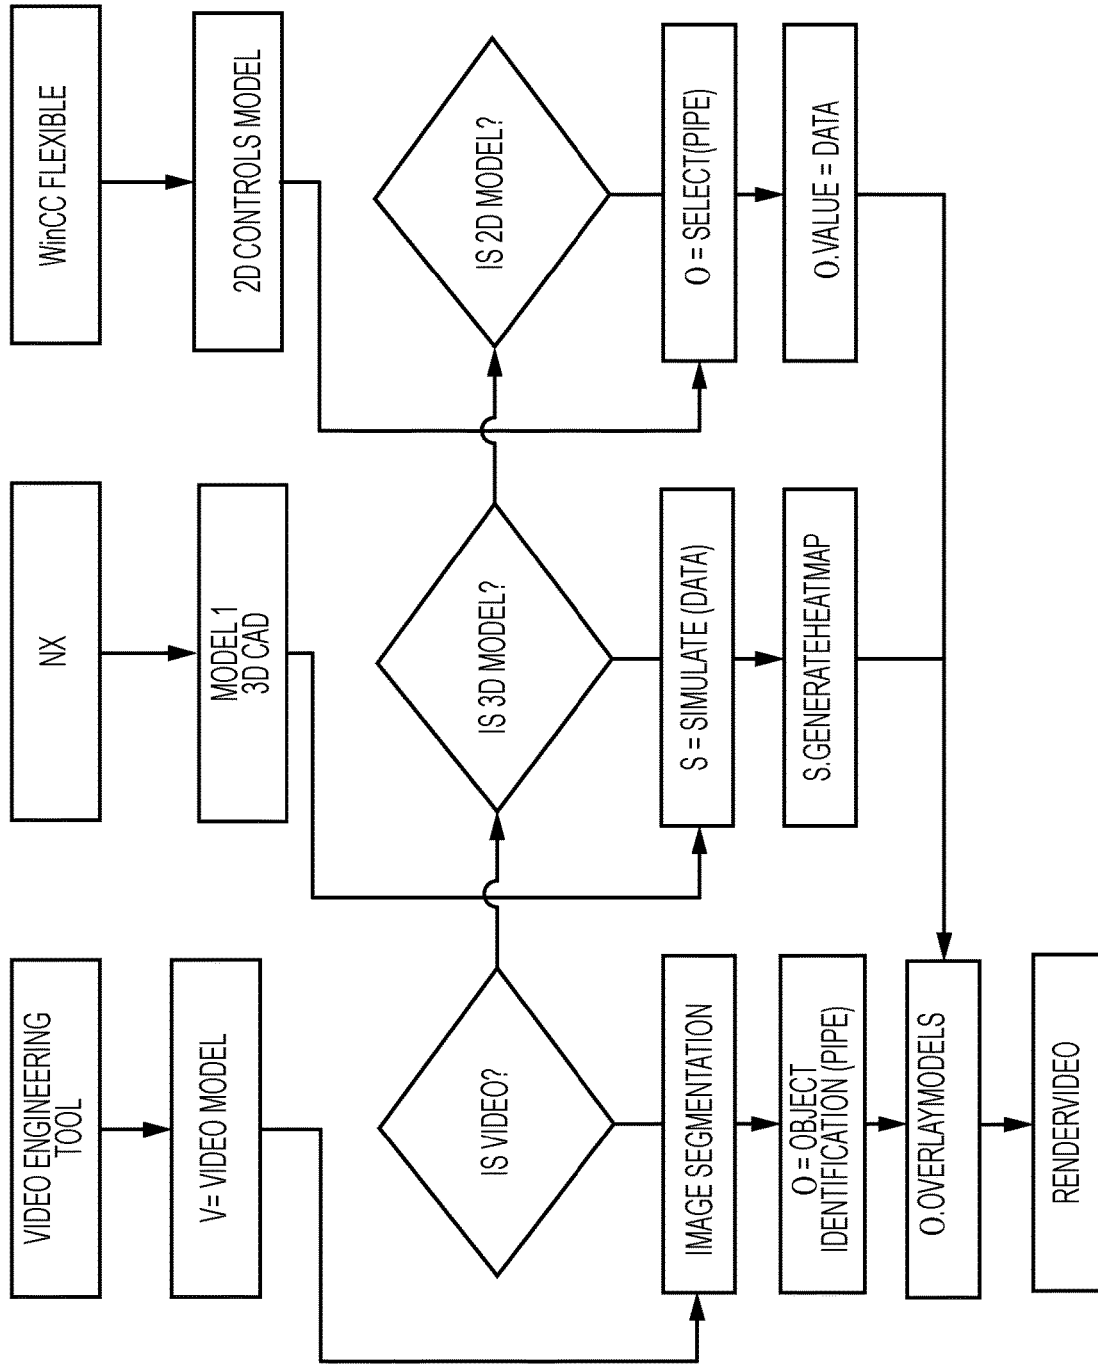 VIDEO ENGINEERING
TOOL
V= VIDEO MODEL
IS VIDEO?
IMAGE SEGMENTATION
O = OBJECT
IDENTIFICATION (PIPE)
O.OVERLAYMODELS
RENDERVIDEO
NX
MODEL 1
3D CAD
IS 3D MODEL?
S = SIMULATE (DATA)
S.GENERATEHEATMAP
WinCC FLEXIBLE
2D CONTROLS MODEL
IS 2D MODEL?
O = SELECT(PIPE)
O.VALUE = DATA